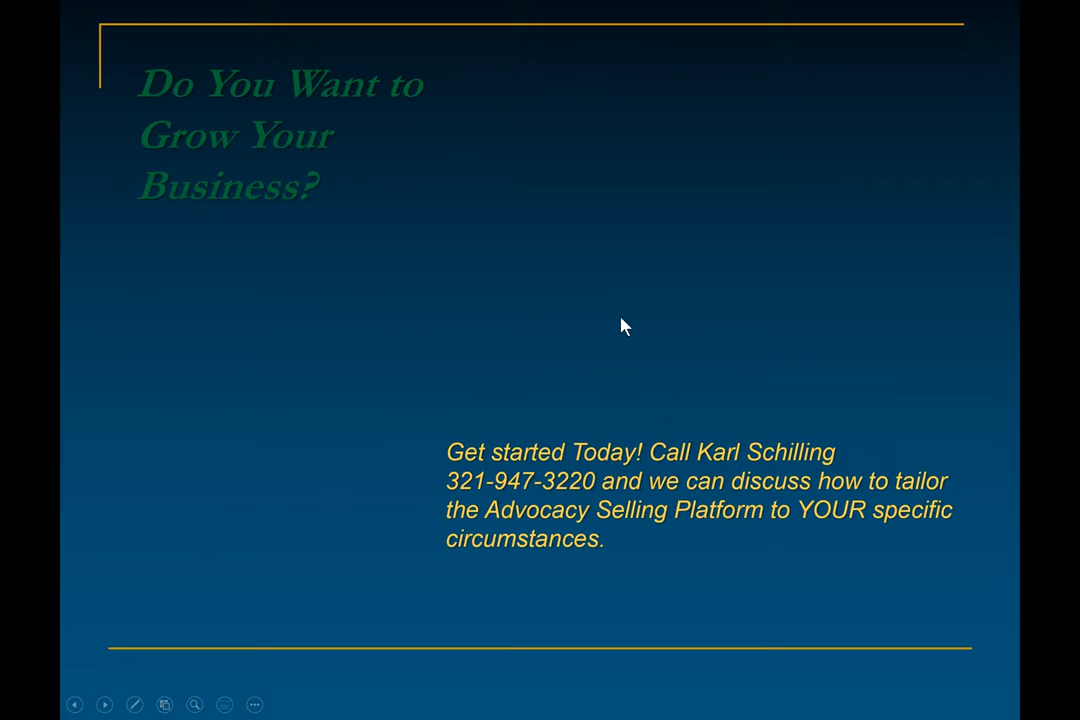 Do You Want to
Grow Your
Business?
Get started Today! Call Karl Schilling
321-947-3220 and we can discuss how to tailor
the Advocacy Selling Platform to YOUR specific
circumstances.